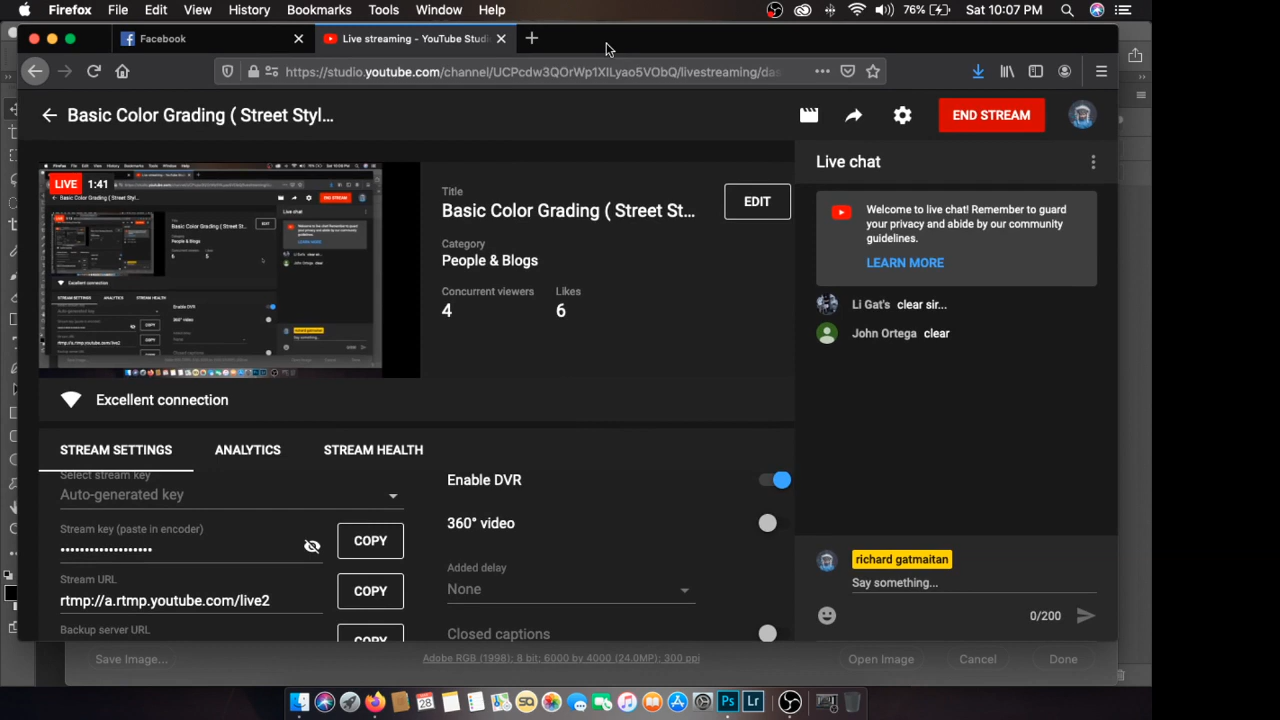 Firefox File Edit View History Bookmarks Tools Window Help 76% Sat 10:07 PM
Facebook Live streaming - YouTube Studi
https://studio.youtube.com/channel/UCPcdw3QOrWp1XILyao5VObQ/livestreaming/das
Basic Color Grading ( Street Styl... END STREAM
LIVE 1:41
Title
Basic Color Grading ( Street St...
EDIT
Category
People & Blogs
Concurrent viewers Likes
4 6
Excellent connection
STREAM SETTINGS ANALYTICS STREAM HEALTH
Select stream key
Auto-generated key
Stream key (paste in encoder)
•••••••••••••••••••
COPY
Stream URL
rtmp://a.rtmp.youtube.com/live2
COPY
Backup server URL
COPY
Enable DVR
360° video
Added delay
None
Closed captions
Live chat
Welcome to live chat! Remember to guard
your privacy and abide by our community
guidelines.
LEARN MORE
Li Gat's clear sir...
John Ortega clear
richard gatmaitan
Say something...
0/200
Save Image... Adobe RGB (1998); 8 bit; 6000 by 4000 (24.0MP); 300 ppi Open Image Cancel Done
28 SQ Ps Lr